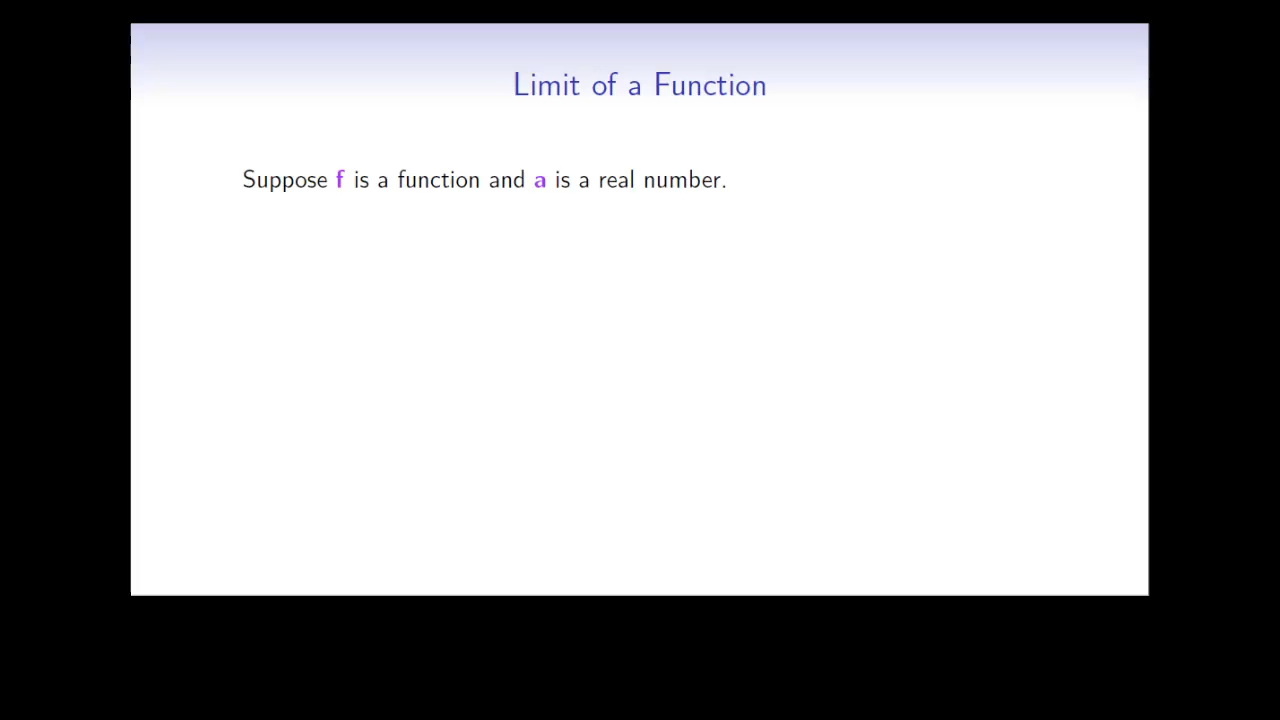 Limit of a Function
Suppose f is a function and a is a real number.